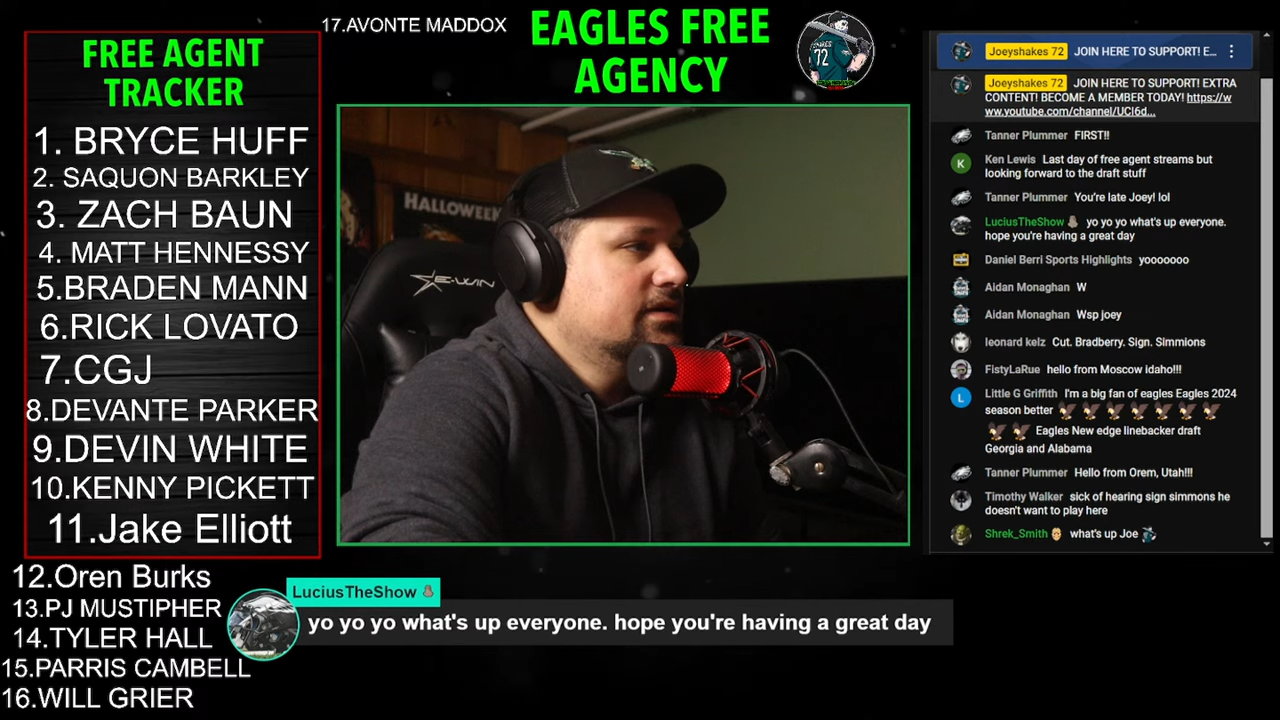 17.AVONTE MADDOX
EAGLES FREE
AGENCY
FREE AGENT
TRACKER
1. BRYCE HUFF
2. SAQUON BARKLEY
3. ZACH BAUN
4. MATT HENNESSY
5.BRADEN MANN
6.RICK LOVATO
7.CGJ
8.DEVANTE PARKER
9.DEVIN WHITE
10.KENNY PICKETT
11.Jake Elliott
12.Oren Burks
13.PJ MUSTIPHER
14.TYLER HALL
15.PARRIS CAMBELL
16.WILL GRIER
72
HALLOWEEN
E-WIN
Joeyshakes 72 JOIN HERE TO SUPPORT! E...
Joeyshakes 72 JOIN HERE TO SUPPORT! EXTRA
CONTENT! BECOME A MEMBER TODAY! https://w
ww.youtube.com/channel/UCl6d...
Tanner Plummer FIRST!!
Ken Lewis Last day of free agent streams but
looking forward to the draft stuff
Tanner Plummer You're late Joey! lol
LuciusTheShow yo yo yo what's up everyone.
hope you're having a great day
Daniel Berri Sports Highlights yooooooo
Aidan Monaghan W
Aidan Monaghan Wsp joey
leonard kelz Cut. Bradberry. Sign. Simmions
FistyLaRue hello from Moscow idaho!!!
Little G Griffith I'm a big fan of eagles Eagles 2024
season better
Eagles New edge linebacker draft
Georgia and Alabama
Tanner Plummer Hello from Orem, Utah!!!
Timothy Walker sick of hearing sign simmons he
doesn't want to play here
Shrek_Smith what's up Joe
K
L
LuciusTheShow
yo yo yo what's up everyone. hope you're having a great day